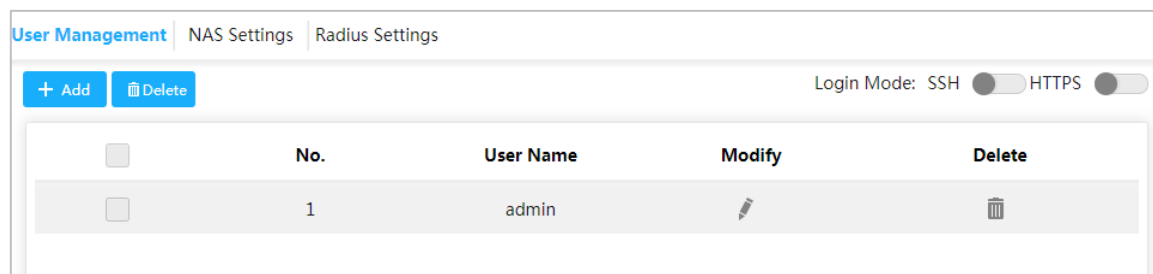 User Management NAS Settings Radius Settings
+ Add Delete Login Mode: SSH HTTPS
No. User Name Modify Delete
1 admin